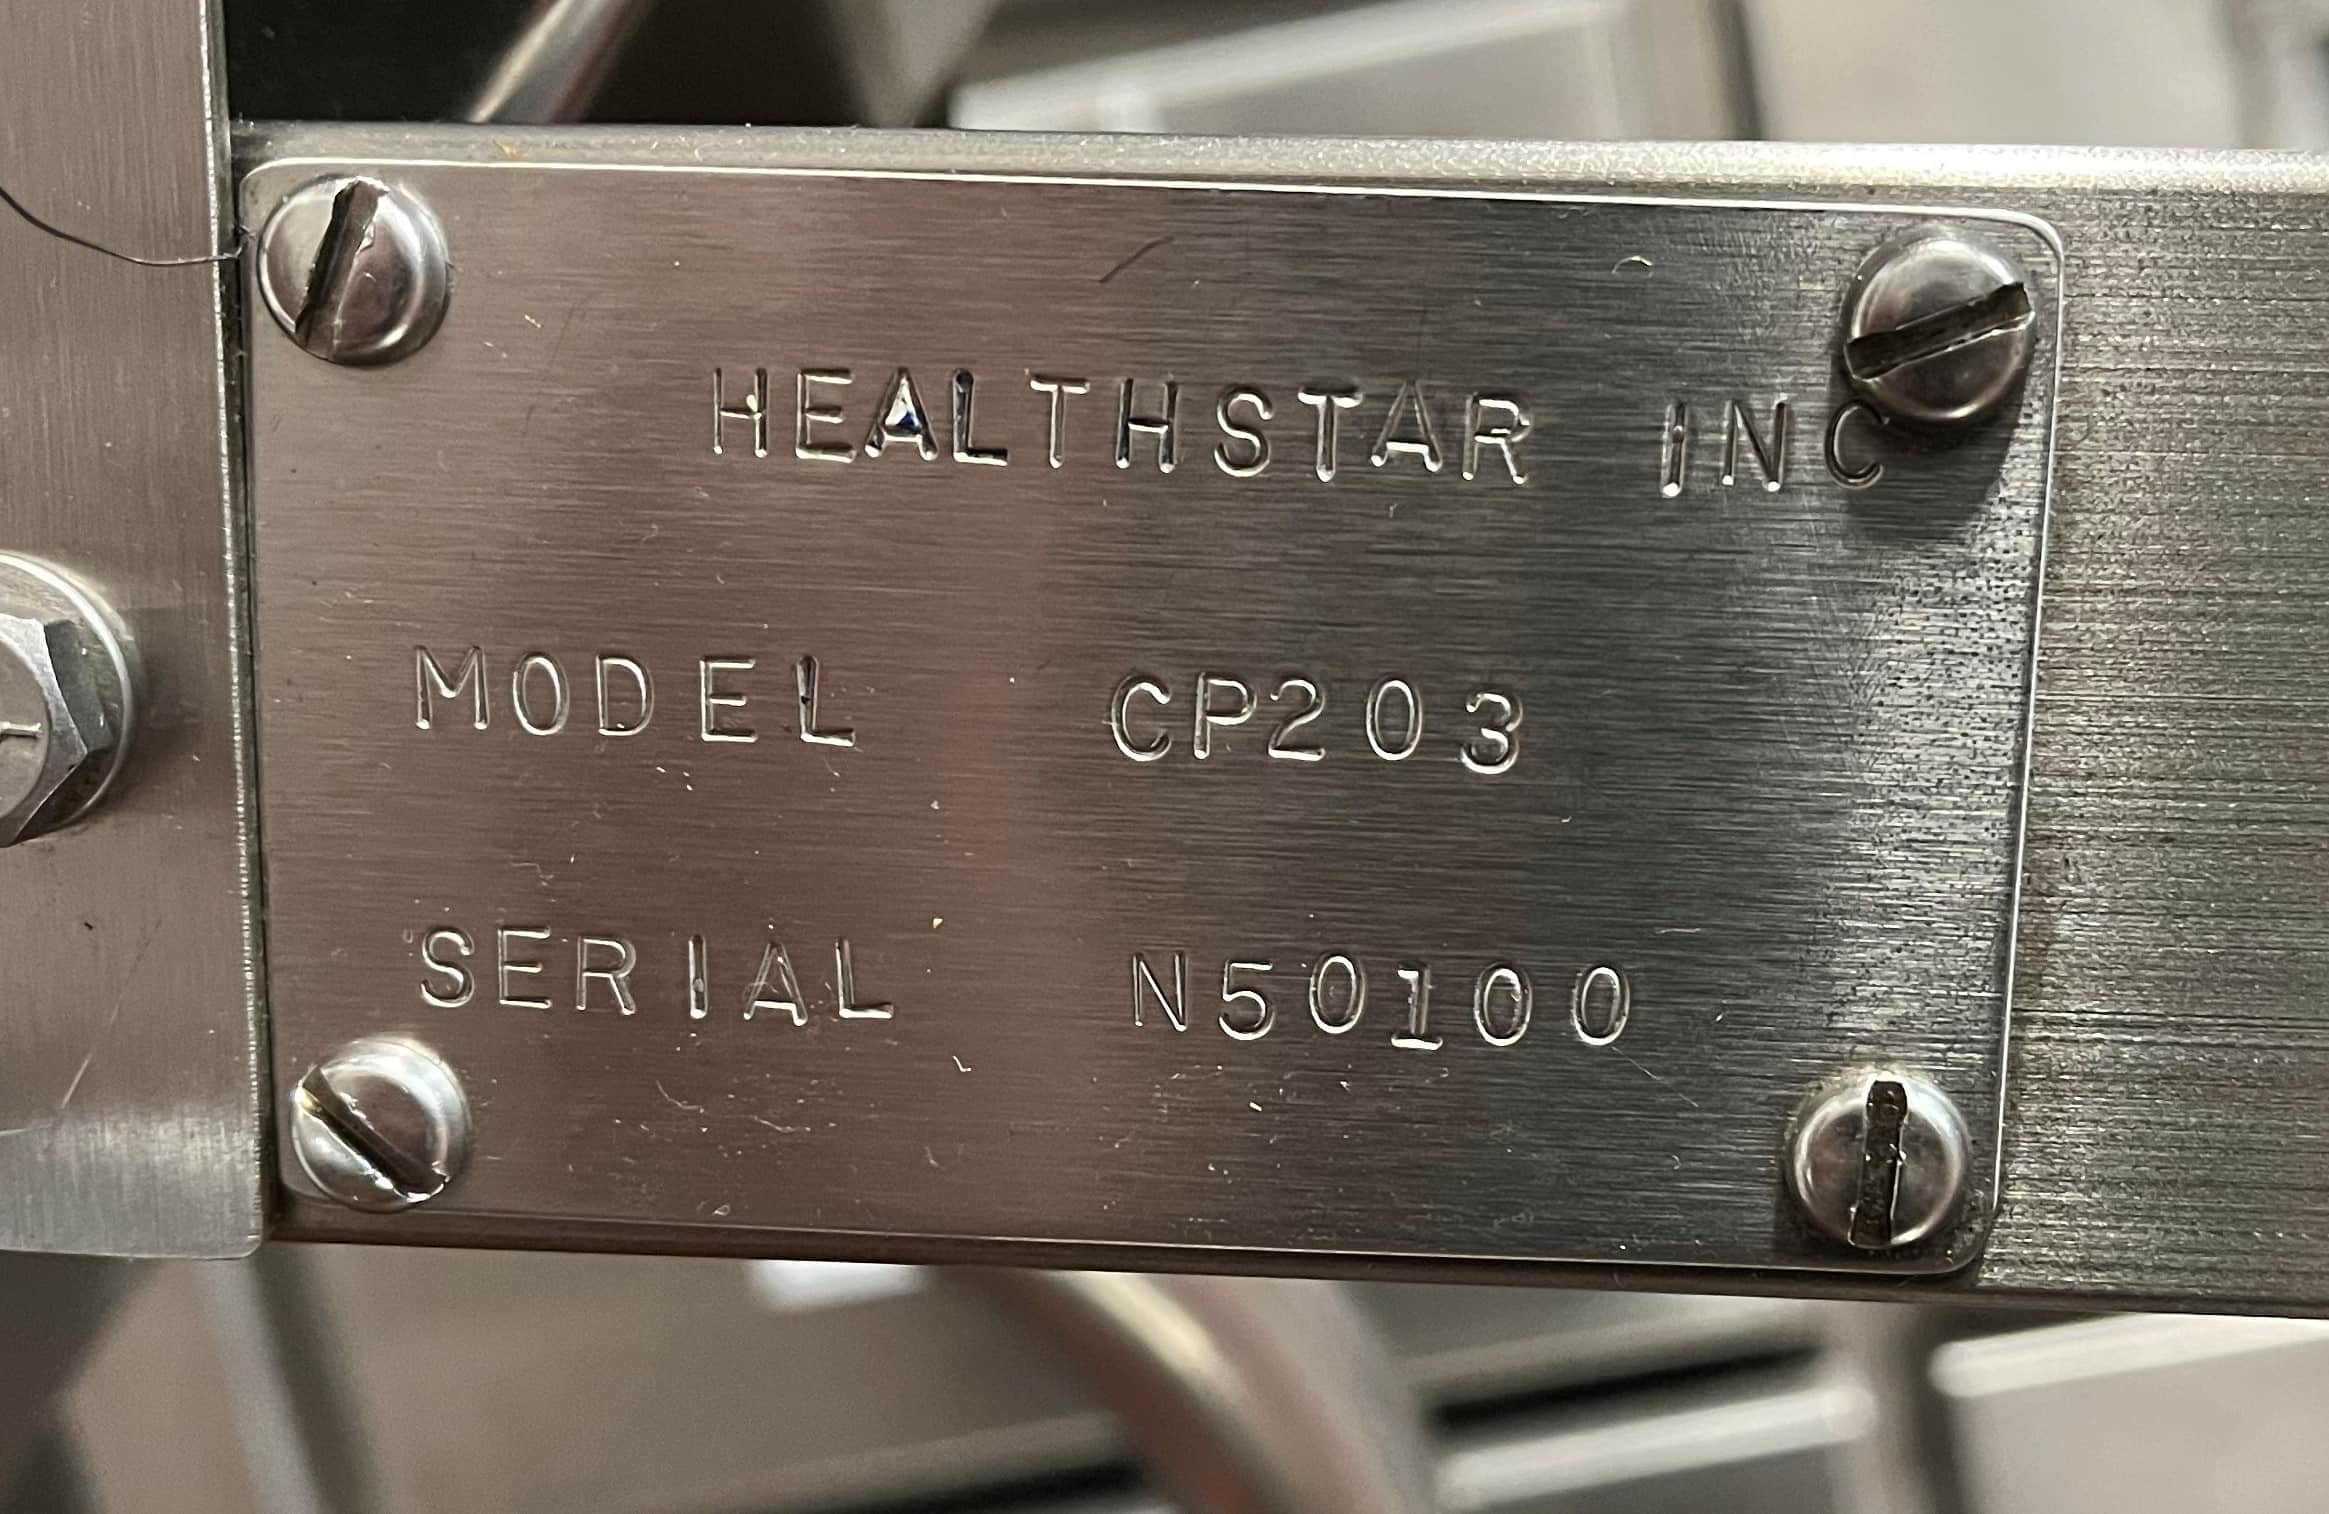 HEALTHSTAR INC
MODEL CP203
SERIAL N50100